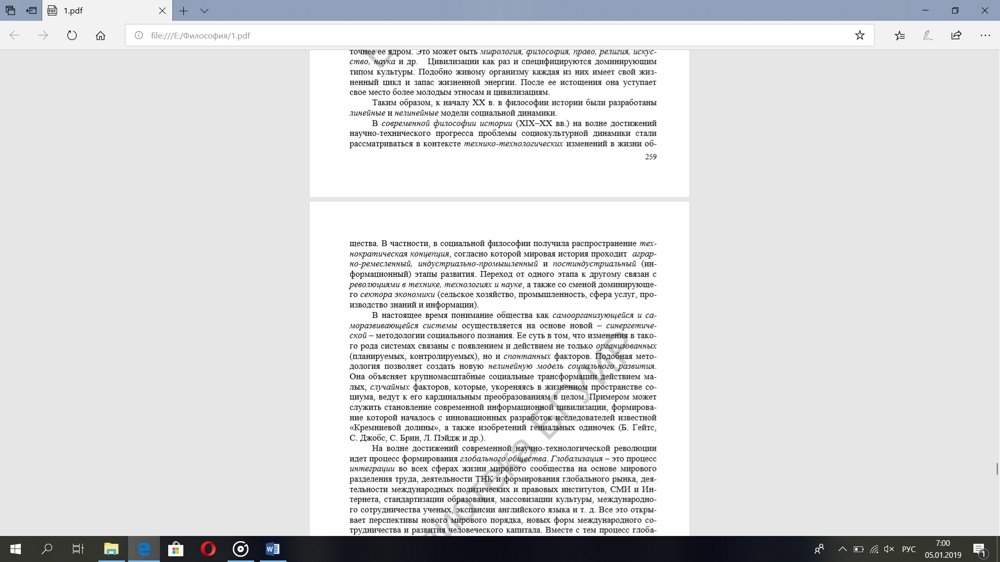 1.pdf
file:///E:/Философия/1.pdf
точнее ее ядром. Это может быть мифология, философия, право, религия, искус-
ство, наука и др. Цивилизации как раз и специфицируются доминирующим
типом культуры. Подобно живому организму каждая из них имеет свой жиз-
ненный цикл и запас жизненной энергии. После ее истощения она уступает
свое место более молодым этносам и цивилизациям.
Таким образом, к началу XX в. в философии истории были разработаны
линейные и нелинейные модели социальной динамики.
В современной философии истории (XIX–XX вв.) на волне достижений
научно-технического прогресса проблемы социокультурной динамики стали
рассматриваться в контексте технико-технологических изменений в жизни об-
259
щества. В частности, в социальной философии получила распространение тех-
нократическая концепция, согласно которой мировая история проходит аграр-
но-ремесленный, индустриально-промышленный и постиндустриальный (ин-
формационный) этапы развития. Переход от одного этапа к другому связан с
революциями в технике, технологиях и науке, а также со сменой доминирующе-
го сектора экономики (сельское хозяйство, промышленность, сфера услуг, про-
изводство знаний и информации).
В настоящее время понимание общества как самоорганизующейся и са-
моразвивающейся системы осуществляется на основе новой – синергетиче-
ской – методологии социального познания. Ее суть в том, что изменения в тако-
го рода системах связаны с появлением и действием не только организованных
(планируемых, контролируемых), но и спонтанных факторов. Подобная мето-
дология позволяет создать новую нелинейную модель социального развития.
Она объясняет крупномасштабные социальные трансформации действием ма-
лых, случайных факторов, которые, укореняясь в жизненном пространстве со-
циума, ведут к его кардинальным преобразованиям в целом. Примером может
служить становление современной информационной цивилизации, формирова-
ние которой началось с инновационных разработок исследователей известной
«Кремниевой долины», а также изобретений гениальных одиночек (Б. Гейтс,
С. Джобс, С. Брин, Л. Пэйдж и др.).
На волне достижений современной научно-технологической революции
идет процесс формирования глобального общества. Глобализация – это процесс
интеграции во всех сферах жизни мирового сообщества на основе мирового
разделения труда, деятельности ТНК и формирования глобального рынка, дея-
тельности международных политических и правовых институтов, СМИ и Ин-
тернета, стандартизации образования, массовизации культуры, международно-
го сотрудничества ученых, экспансии английского языка и т. д. Все это откры-
вает перспективы нового мирового порядка, новых форм международного со-
трудничества и развития человеческого капитала. Вместе с тем процесс глоба-
лиотека БГУИР
РУС
7:00
05.01.2019
1